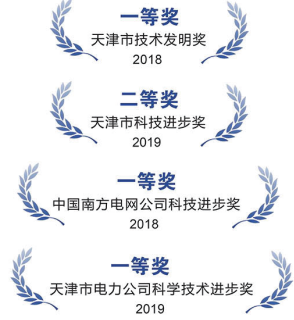 一等奖
天津市技术发明奖
2018
二等奖
天津市科技进步奖
2019
一等奖
中国南方电网公司科技进步奖
2018
一等奖
天津市电力公司科学技术进步奖
2019